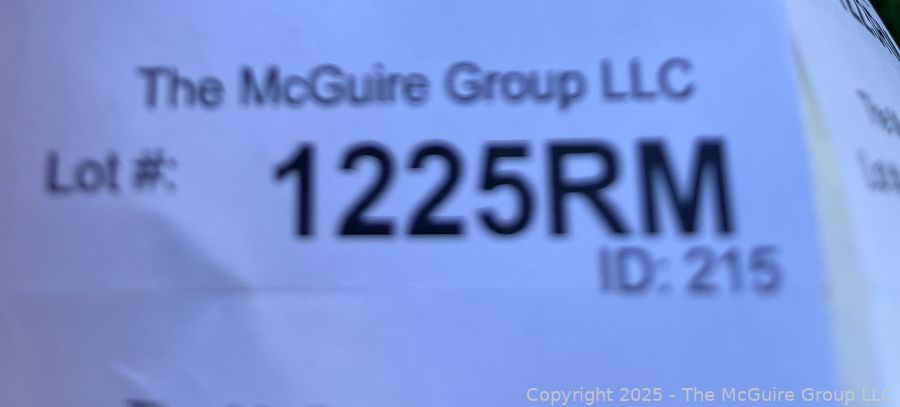 The McGuire Group LLC
Lot #: 1225RM
ID: 215
Copyright 2025 - The McGuire Group LLC